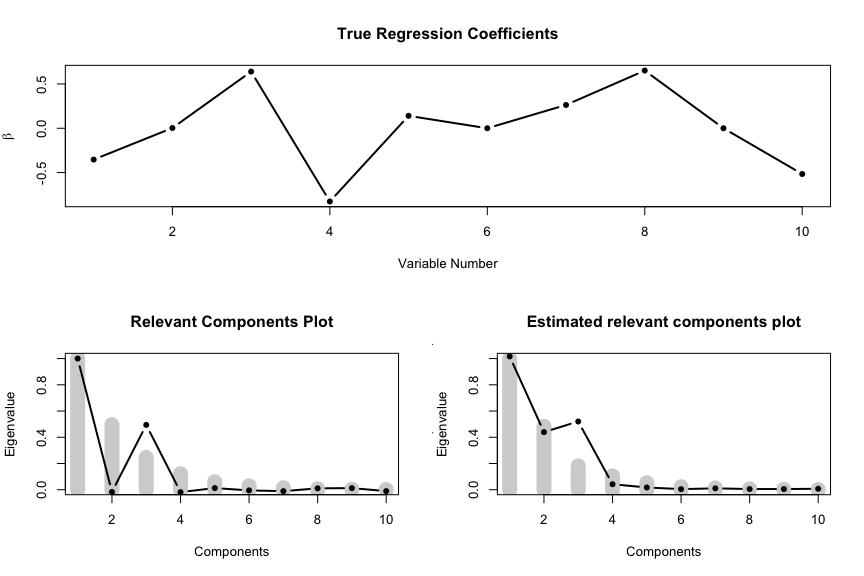 True Regression Coefficients
β
0.5
0.0
-0.5
2 4 6 8 10
Variable Number
Relevant Components Plot
Eigenvalue
0.8
0.4
0.0
2 4 6 8 10
Components
Estimated relevant components plot
Eigenvalue
0.8
0.4
0.0
2 4 6 8 10
Components